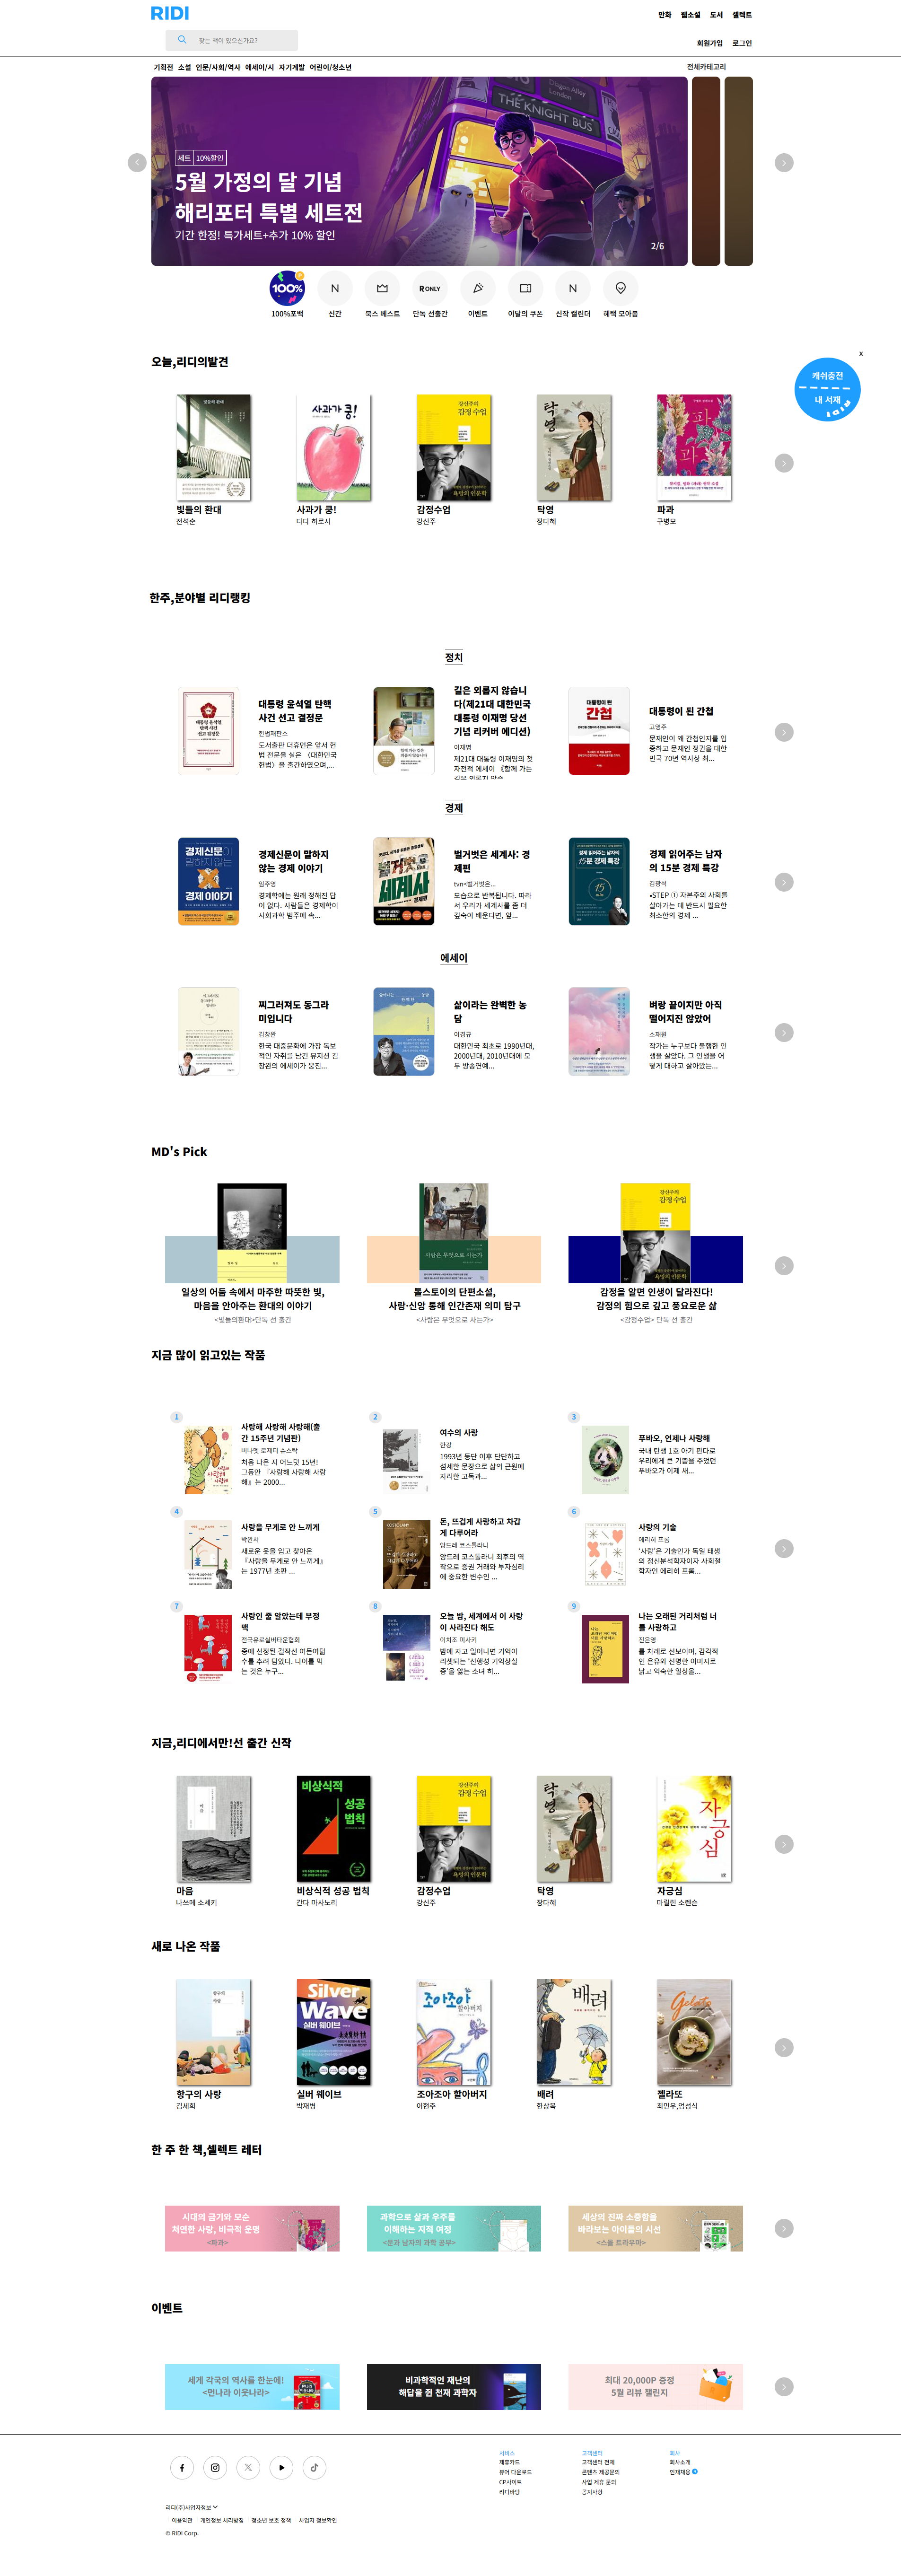 RIDI
만화 웹소설 도서 셀렉트
찾는 책이 있으신가요?
회원가입 로그인
기획전 소설 인문/사회/역사 에세이/시 자기계발 어린이/청소년
전체카테고리
THE KNIGHT BUS
세트 10%할인
5월 가정의 달 기념
해리포터 특별 세트전
기간 한정! 특가세트+추가 10% 할인
2/6
100%
R ONLY
100%포백 신간 북스 베스트 단독 선출간 이벤트 이달의 쿠폰 신작 캘린더 혜택 모아봄
x
캐쉬충전
내 서재
오늘,리디의발견
빛들의 환대
전석순
사과가 쿵!
다다 히로시
감정수업
강신주
탁영
장다혜
파과
구병모
한주,분야별 리디랭킹
정치
대통령 윤석열 탄핵
사건 선고 결정문
헌법재판소
도서출판 더휴먼은 앞서 헌
법 전문을 실은 〈대한민국
헌법〉을 출간하였으며,...
길은 외롭지 않습니
다(제21대 대한민국
대통령 이재명 당선
기념 리커버 에디션)
이재명
제21대 대통령 이재명의 첫
자전적 에세이 《함께 가는
길은 외롭지 않습
대통령이 된 간첩
고영주
문재인이 왜 간첩인지를 입
증하고 문재인 정권을 대한
민국 70년 역사상 최...
경제
경제신문이 말하지
않는 경제 이야기
임주영
경제학에는 원래 정해진 답
이 없다. 사람들은 경제학이
사회과학 범주에 속...
벌거벗은 세계사: 경
제편
tvn<벌거벗은...
모습으로 반복됩니다. 따라
서 우리가 세계사를 좀 더
깊숙이 배운다면, 앞...
경제 읽어주는 남자
의 15분 경제 특강
김광석
•STEP ① 자본주의 사회를
살아가는 데 반드시 필요한
최소한의 경제 ...
에세이
찌그러져도 동그라
미입니다
김창완
한국 대중문화에 가장 독보
적인 자취를 남긴 뮤지션 김
창완의 에세이가 웅진...
삶이라는 완벽한 농
담
이경규
대한민국 최초로 1990년대,
2000년대, 2010년대에 모
두 방송연예...
벼랑 끝이지만 아직
떨어지진 않았어
소재원
작가는 누구보다 불행한 인
생을 살았다. 그 인생을 어
떻게 대하고 살아왔는...
MD's Pick
일상의 어둠 속에서 마주한 따뜻한 빛,
마음을 안아주는 환대의 이야기
<빛들의환대>단독 선 출간
톨스토이의 단편소설,
사랑·신앙 통해 인간존재 의미 탐구
<사람은 무엇으로 사는가>
감정을 알면 인생이 달라진다!
감정의 힘으로 깊고 풍요로운 삶
<감정수업> 단독 선 출간
지금 많이 읽고있는 작품
1
사랑해 사랑해 사랑해(출
간 15주년 기념판)
버나뎃 로제티 슈스탁
처음 나온 지 어느덧 15년!
그동안 『사랑해 사랑해 사랑
해』는 2000...
2
여수의 사랑
한강
1993년 등단 이후 단단하고
섬세한 문장으로 삶의 근원에
자리한 고독과...
3
푸바오, 언제나 사랑해
국내 탄생 1호 아기 판다로
우리에게 큰 기쁨을 주었던
푸바오가 이제 새...
4
사랑을 무게로 안 느끼게
박완서
새로운 옷을 입고 찾아온
『사랑을 무게로 안 느끼게』
는 1977년 초판 ...
5
돈, 뜨겁게 사랑하고 차갑
게 다루어라
앙드레 코스톨라니
앙드레 코스톨라니 최후의 역
작으로 증권 거래와 투자심리
에 중요한 변수인 ...
6
사랑의 기술
에리히 프롬
'사랑'은 기술인가 독일 태생
의 정신분석학자이자 사회철
학자인 에리히 프롬...
7
사랑인 줄 알았는데 부정
맥
전국유료실버타운협회
중에 선정된 걸작선 여든여덟
수를 추려 담았다. 나이를 먹
는 것은 누구...
8
오늘 밤, 세계에서 이 사랑
이 사라진다 해도
이치조 미사키
밤에 자고 일어나면 기억이
리셋되는 '선행성 기억상실
증'을 앓는 소녀 히...
9
나는 오래된 거리처럼 너
를 사랑하고
진은영
를 차례로 선보이며, 감각적
인 은유와 선명한 이미지로
낡고 익숙한 일상을...
지금,리디에서만!선 출간 신작
마음
나쓰메 소세키
비상식적 성공 법칙
간다 마사노리
감정수업
강신주
탁영
장다혜
자긍심
마릴린 소렌슨
새로 나온 작품
항구의 사랑
김세희
실버 웨이브
박재병
조아조아 할아버지
이현주
배려
한상복
젤라또
최민우,엄성식
한 주 한 책,셀렉트 레터
시대의 금기와 모순
처연한 사랑, 비극적 운명
<파과>
과학으로 삶과 우주를
이해하는 지적 여정
<문과 남자의 과학 공부>
세상의 진짜 소중함을
바라보는 아이들의 시선
<스몰 트라우마>
이벤트
세계 각국의 역사를 한눈에!
<먼나라 이웃나라>
비과학적인 재난의
해답을 쥔 천재 과학자
최대 20,000P 증정
5월 리뷰 챌린지
서비스
제휴카드
뷰어 다운로드
CP사이트
리디바탕
고객센터
고객센터 전체
콘텐츠 제공문의
사업 제휴 문의
공지사항
회사
회사소개
인재채용
리디(주)사업자정보
이용약관 개인정보 처리방침 청소년 보호 정책 사업자 정보확인
© RIDI Corp.